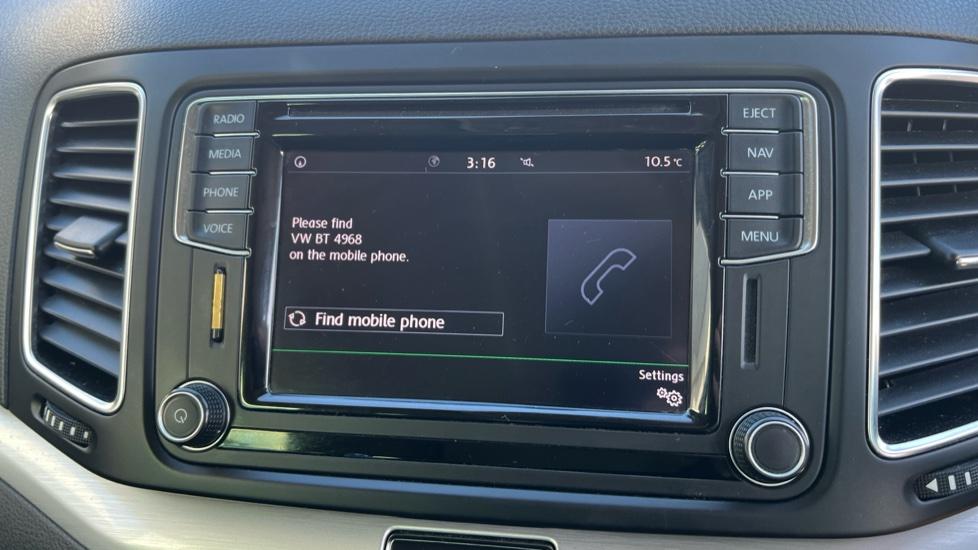 RADIO
MEDIA
PHONE
VOICE
3:16
10.5 °C
Please find
VW BT 4968
on the mobile phone.
Find mobile phone
Settings
EJECT
NAV
APP
MENU